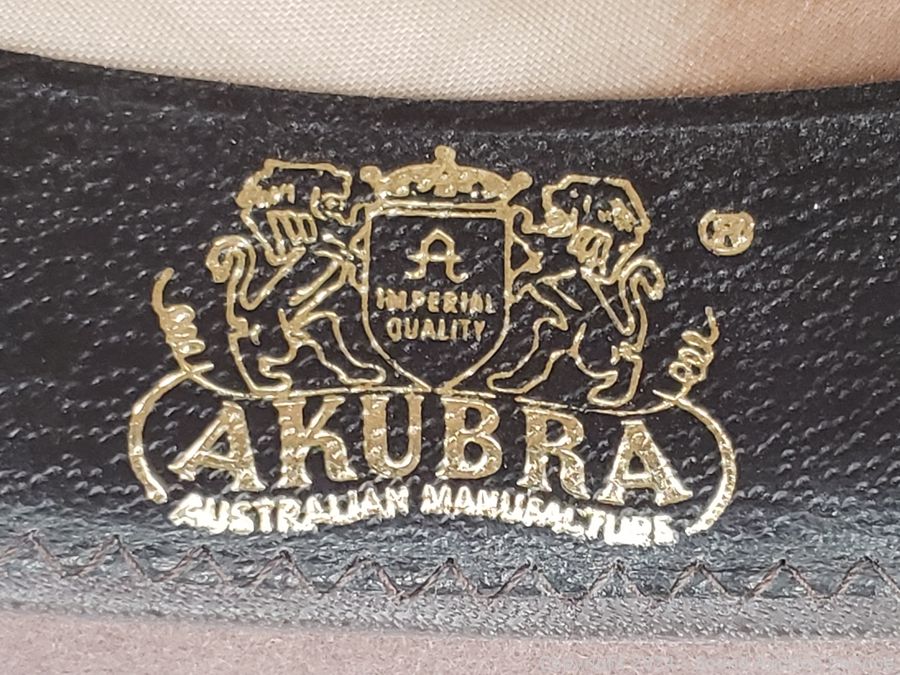 A
IMPERIAL
QUALITY
®
AKUBRA
AUSTRALIAN MANUFACTURE